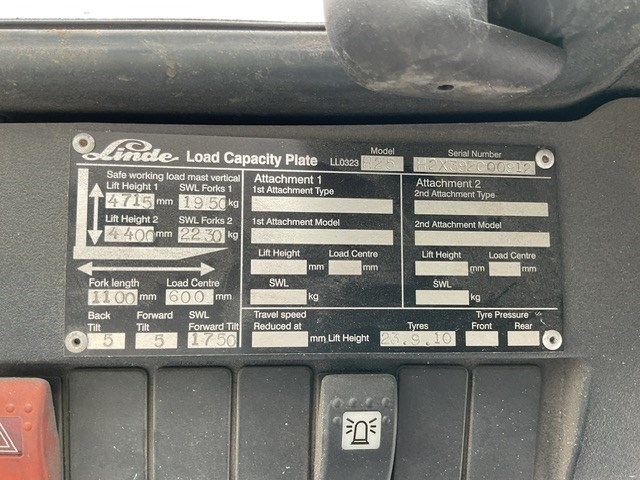 Linde Load Capacity Plate LL0323 Model Serial Number
Safe working load mast vertical
Lift Height 1 SWL Forks 1
4715 mm 1950 kg
Lift Height 2 SWL Forks 2
4400 mm 2230 kg
Fork length Load Centre
1100 mm 600 mm
Back Tilt Forward Tilt SWL Forward Tilt
5 5 1750
Attachment 1
1st Attachment Type
1st Attachment Model
Lift Height Load Centre
mm mm
SWL
kg
Attachment 2
2nd Attachment Type
2nd Attachment Model
Lift Height Load Centre
mm mm
SWL
kg
Travel speed
Reduced at mm Lift Height
Tyres
23.9.10
Tyre Pressure
Front Rear